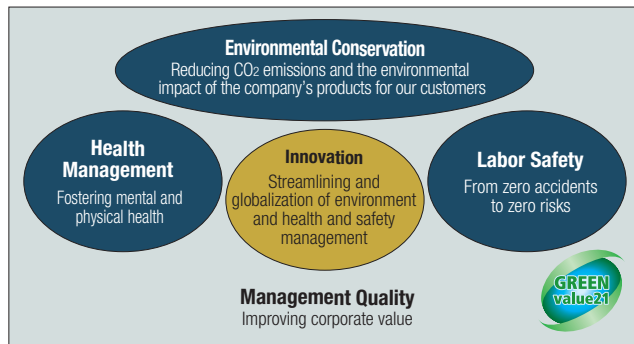 Environmental Conservation
Reducing CO2 emissions and the environmental
impact of the company's products for our customers
Health
Management
Fostering mental and
physical health
Innovation
Streamlining and
globalization of environment
and health and safety
management
Labor Safety
From zero accidents
to zero risks
Management Quality
Improving corporate value
GREEN
value21